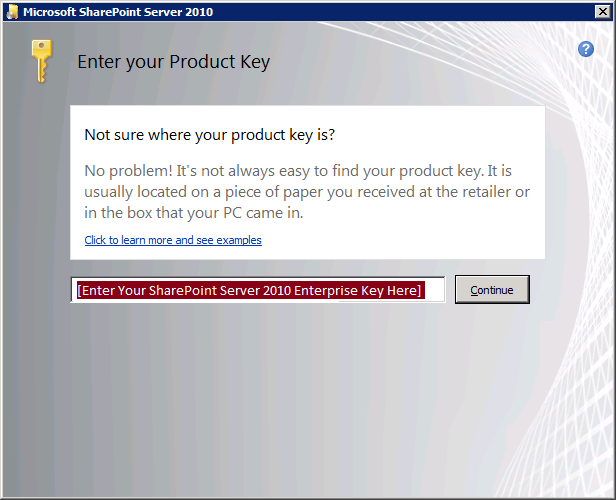 Microsoft SharePoint Server 2010
Enter your Product Key
?
Not sure where your product key is?
No problem! It's not always easy to find your product key. It is
usually located on a piece of paper you received at the retailer or
in the box that your PC came in.
Click to learn more and see examples
[Enter Your SharePoint Server 2010 Enterprise Key Here]
Continue